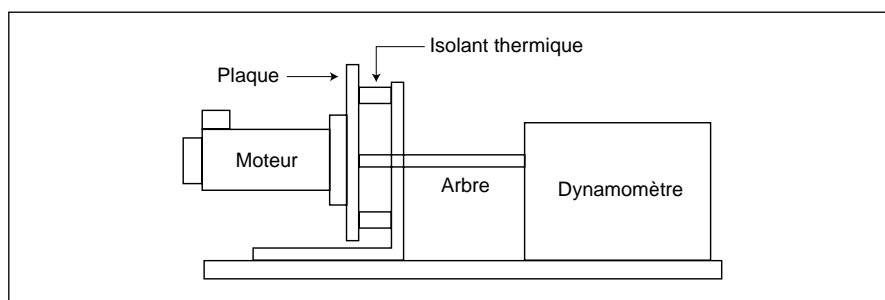 Isolant thermique
Plaque
Moteur
Arbre
Dynamomètre